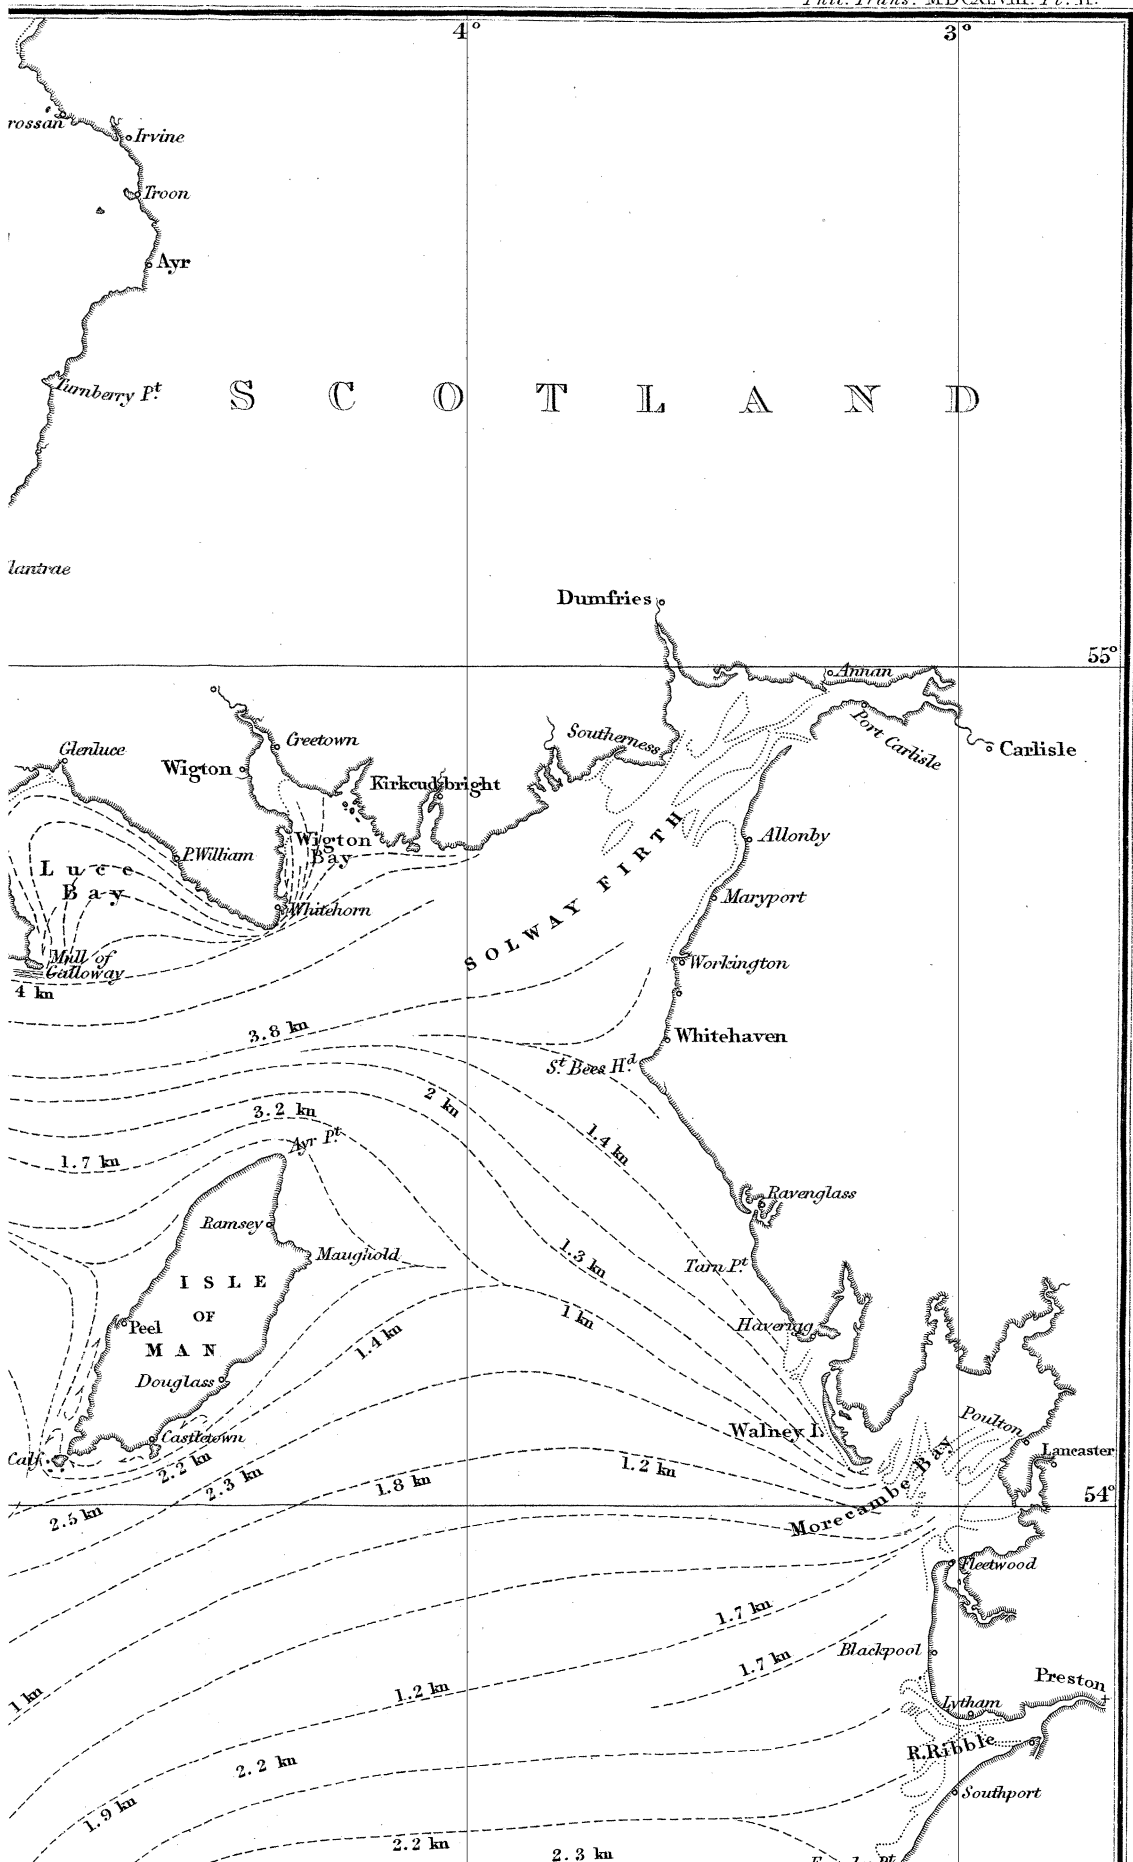 Phil. Trans. MDCCCXLVIII. Pt. II.
4° 3°
rossan
Irvine
Troon
Ayr
Turnberry Pt.
SCOTLAND
lantrae
Dumfries
55°
Annan
Port Carlisle
Carlisle
Southerness
Creetown
Glenluce
Wigton
Kirkcudbright
Allonby
Wigton
Bay
P. William
Luce
Bay
Maryport
Whitehorn
SOLWAY FIRTH
Mull of
Galloway
Workington
4 kn
3.8 kn
Whitehaven
St. Bees Hd.
2 kn
3.2 kn
1.4 kn
Ayr Pt.
1.7 kn
Ravenglass
Ramsey
Maughold
1.3 kn
Tarn Pt.
ISLE
OF
MAN
Peel
1 kn
Haverigg
1.4 kn
Douglass
Walney I.
Poulton
Castletown
Calf
Lancaster
2.2 kn
2.3 kn
1.8 kn
1.2 kn
54°
2.5 kn
Morecambe Bay
Fleetwood
1.7 kn
Blackpool
1.7 kn
Preston
1 kn
1.2 kn
Lytham
R. Ribble
2.2 kn
Southport
1.9 kn
2.2 kn
2.3 kn